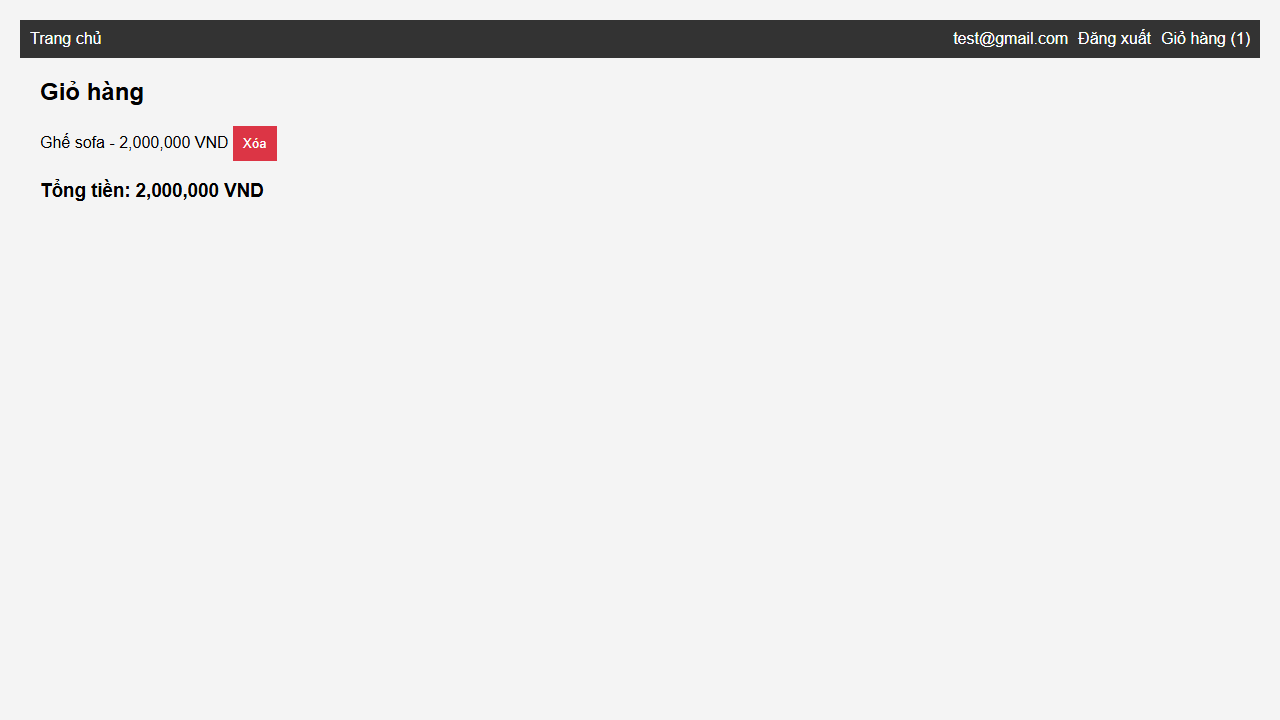 Trang chủ test@gmail.com Đăng xuất Giỏ hàng (1)
Giỏ hàng
Ghế sofa - 2,000,000 VND Xóa
Tổng tiền: 2,000,000 VND